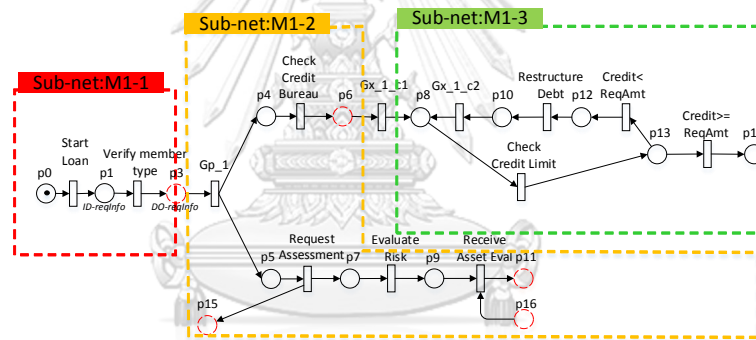 Sub-net:M1-2
Sub-net:M1-3
Sub-net:M1-1
Check
Credit
Bureau
p4
p6
Gx_1_c1
p8
Gx_1_c2
p10
Restructure
Debt
p12
Credit<
ReqAmt
Credit>=
ReqAmt
p13
Check
Credit Limit
Start
Loan
Verify member
type
p0
p1
p3
Gp_1
ID-reqInfo
DO-reqInfo
p5
Request
Assessment
p7
Evaluate
Risk
p9
Receive
Asset Eval
p11
p15
p16